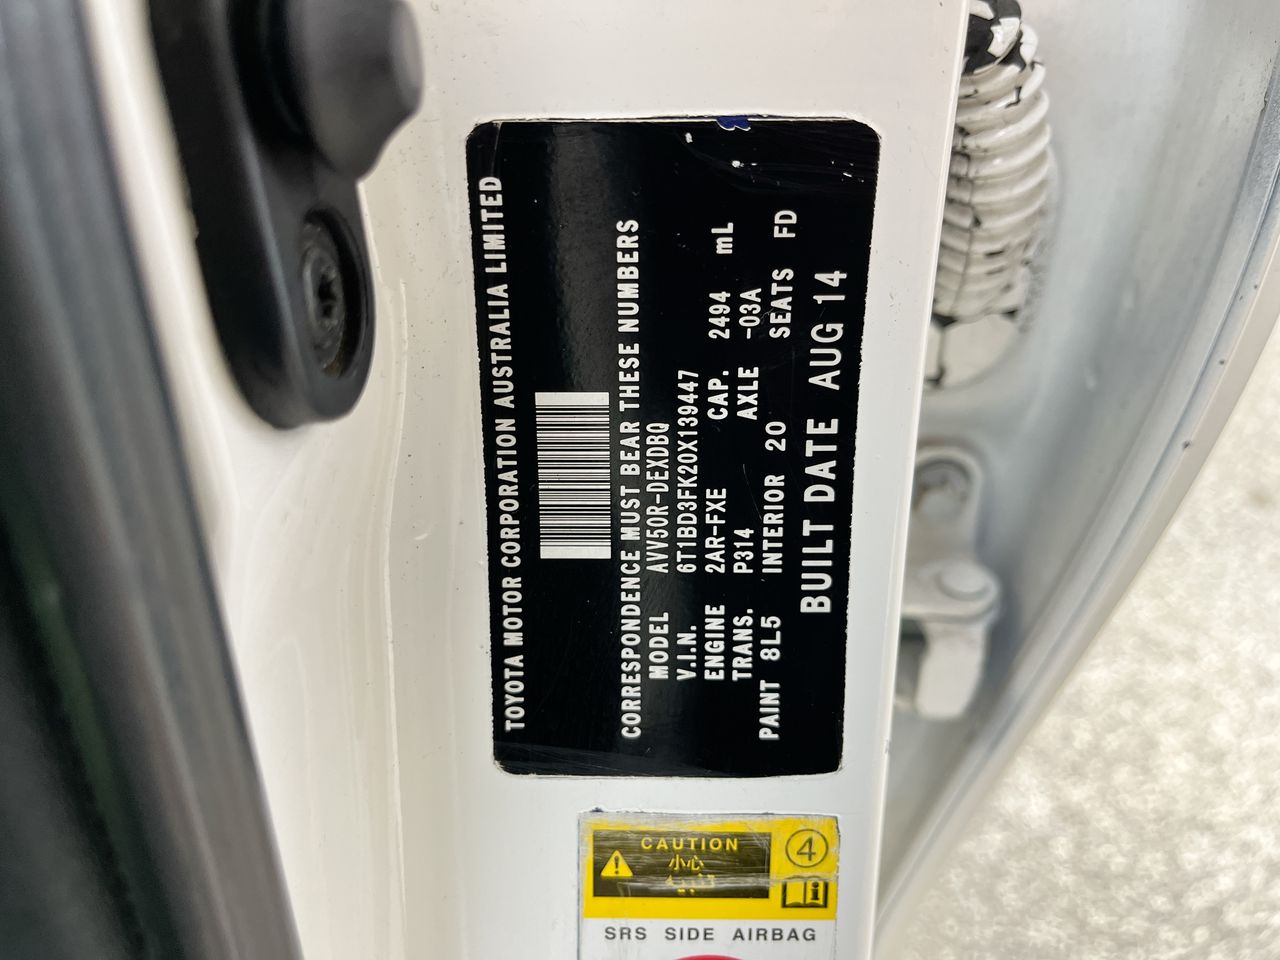 TOYOTA MOTOR CORPORATION AUSTRALIA LIMITED
CORRESPONDENCE MUST BEAR THESE NUMBERS
MODEL AVV50R-DEXDBQ
V.I.N. 6T1BD3FK20X139447
ENGINE 2AR-FXE CAP. 2494 mL
TRANS. P314 AXLE -03A
PAINT 8L5 INTERIOR 20 SEATS FD
BUILT DATE AUG 14
CAUTION
小心
4
i
SRS SIDE AIRBAG